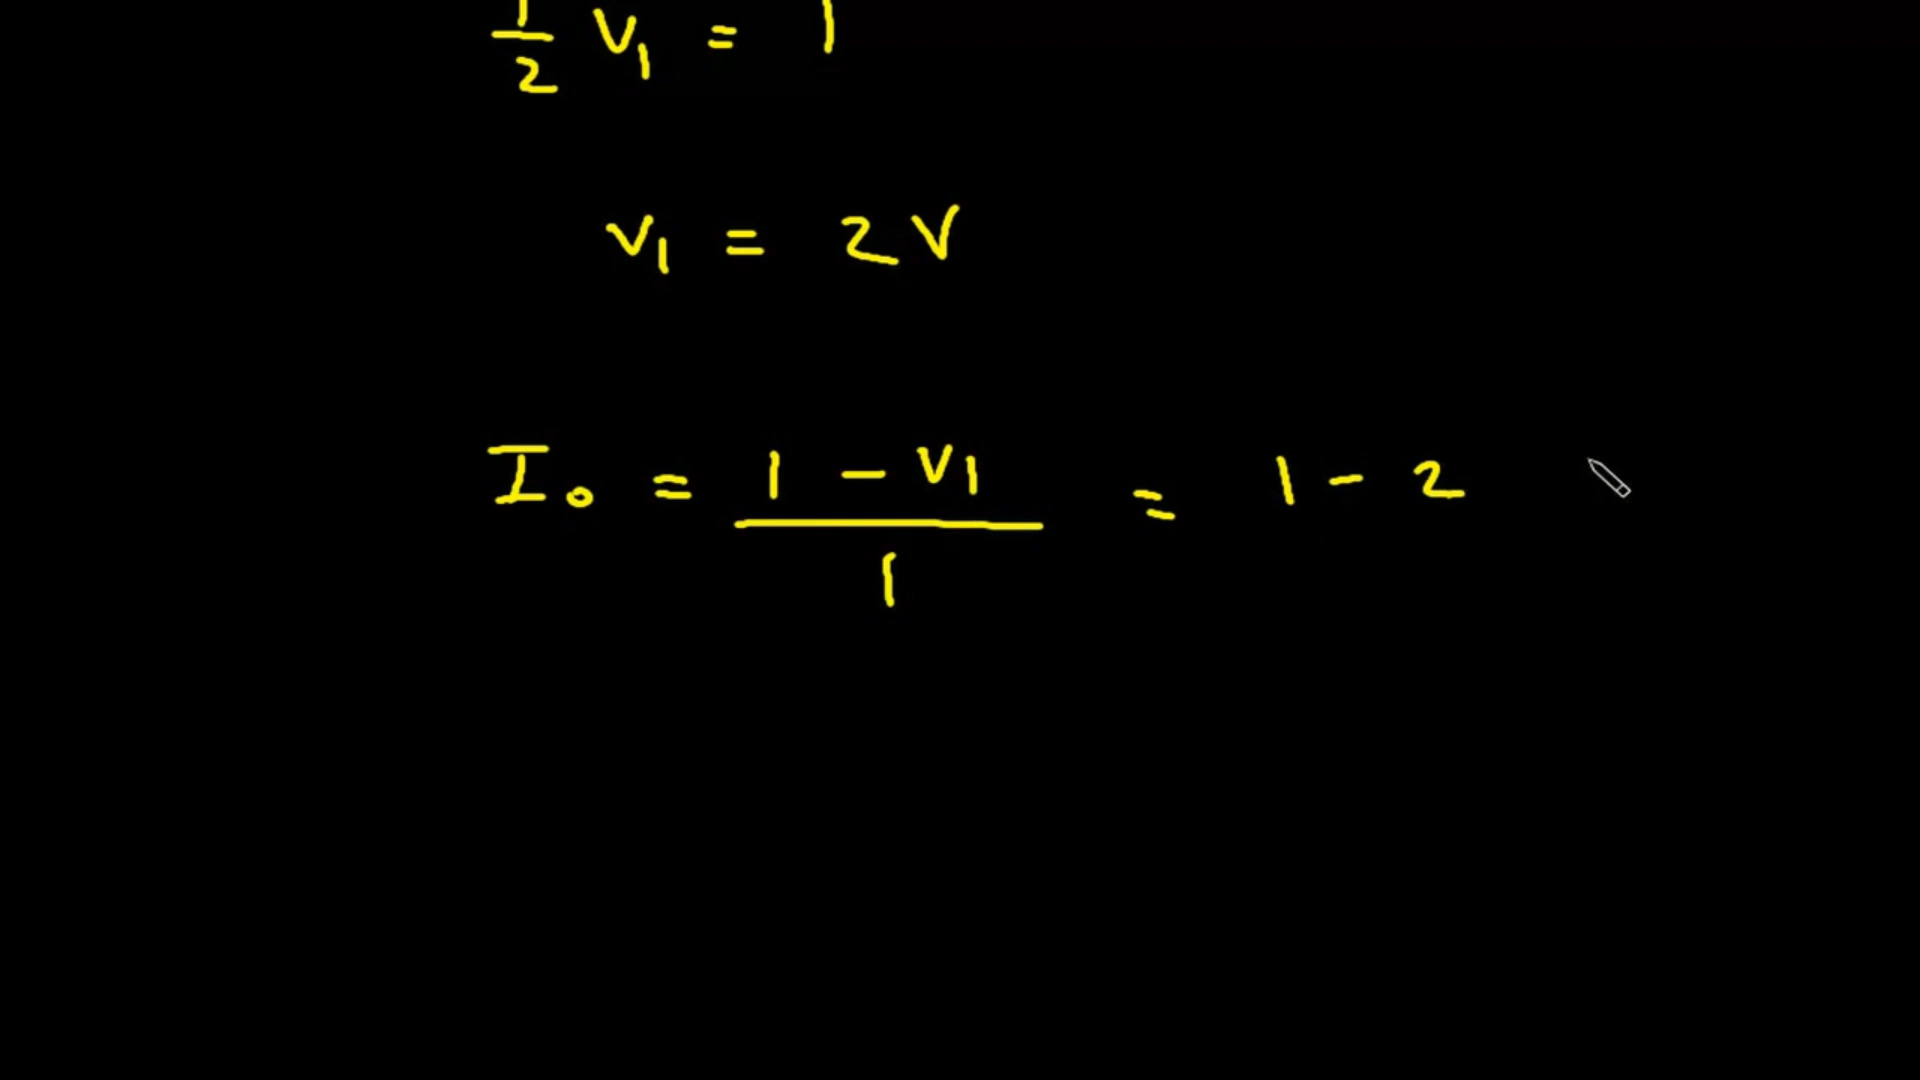 1/2 V₁ = 1
V₁ = 2V
I₀ = (1 - V₁)/1 = 1 - 2